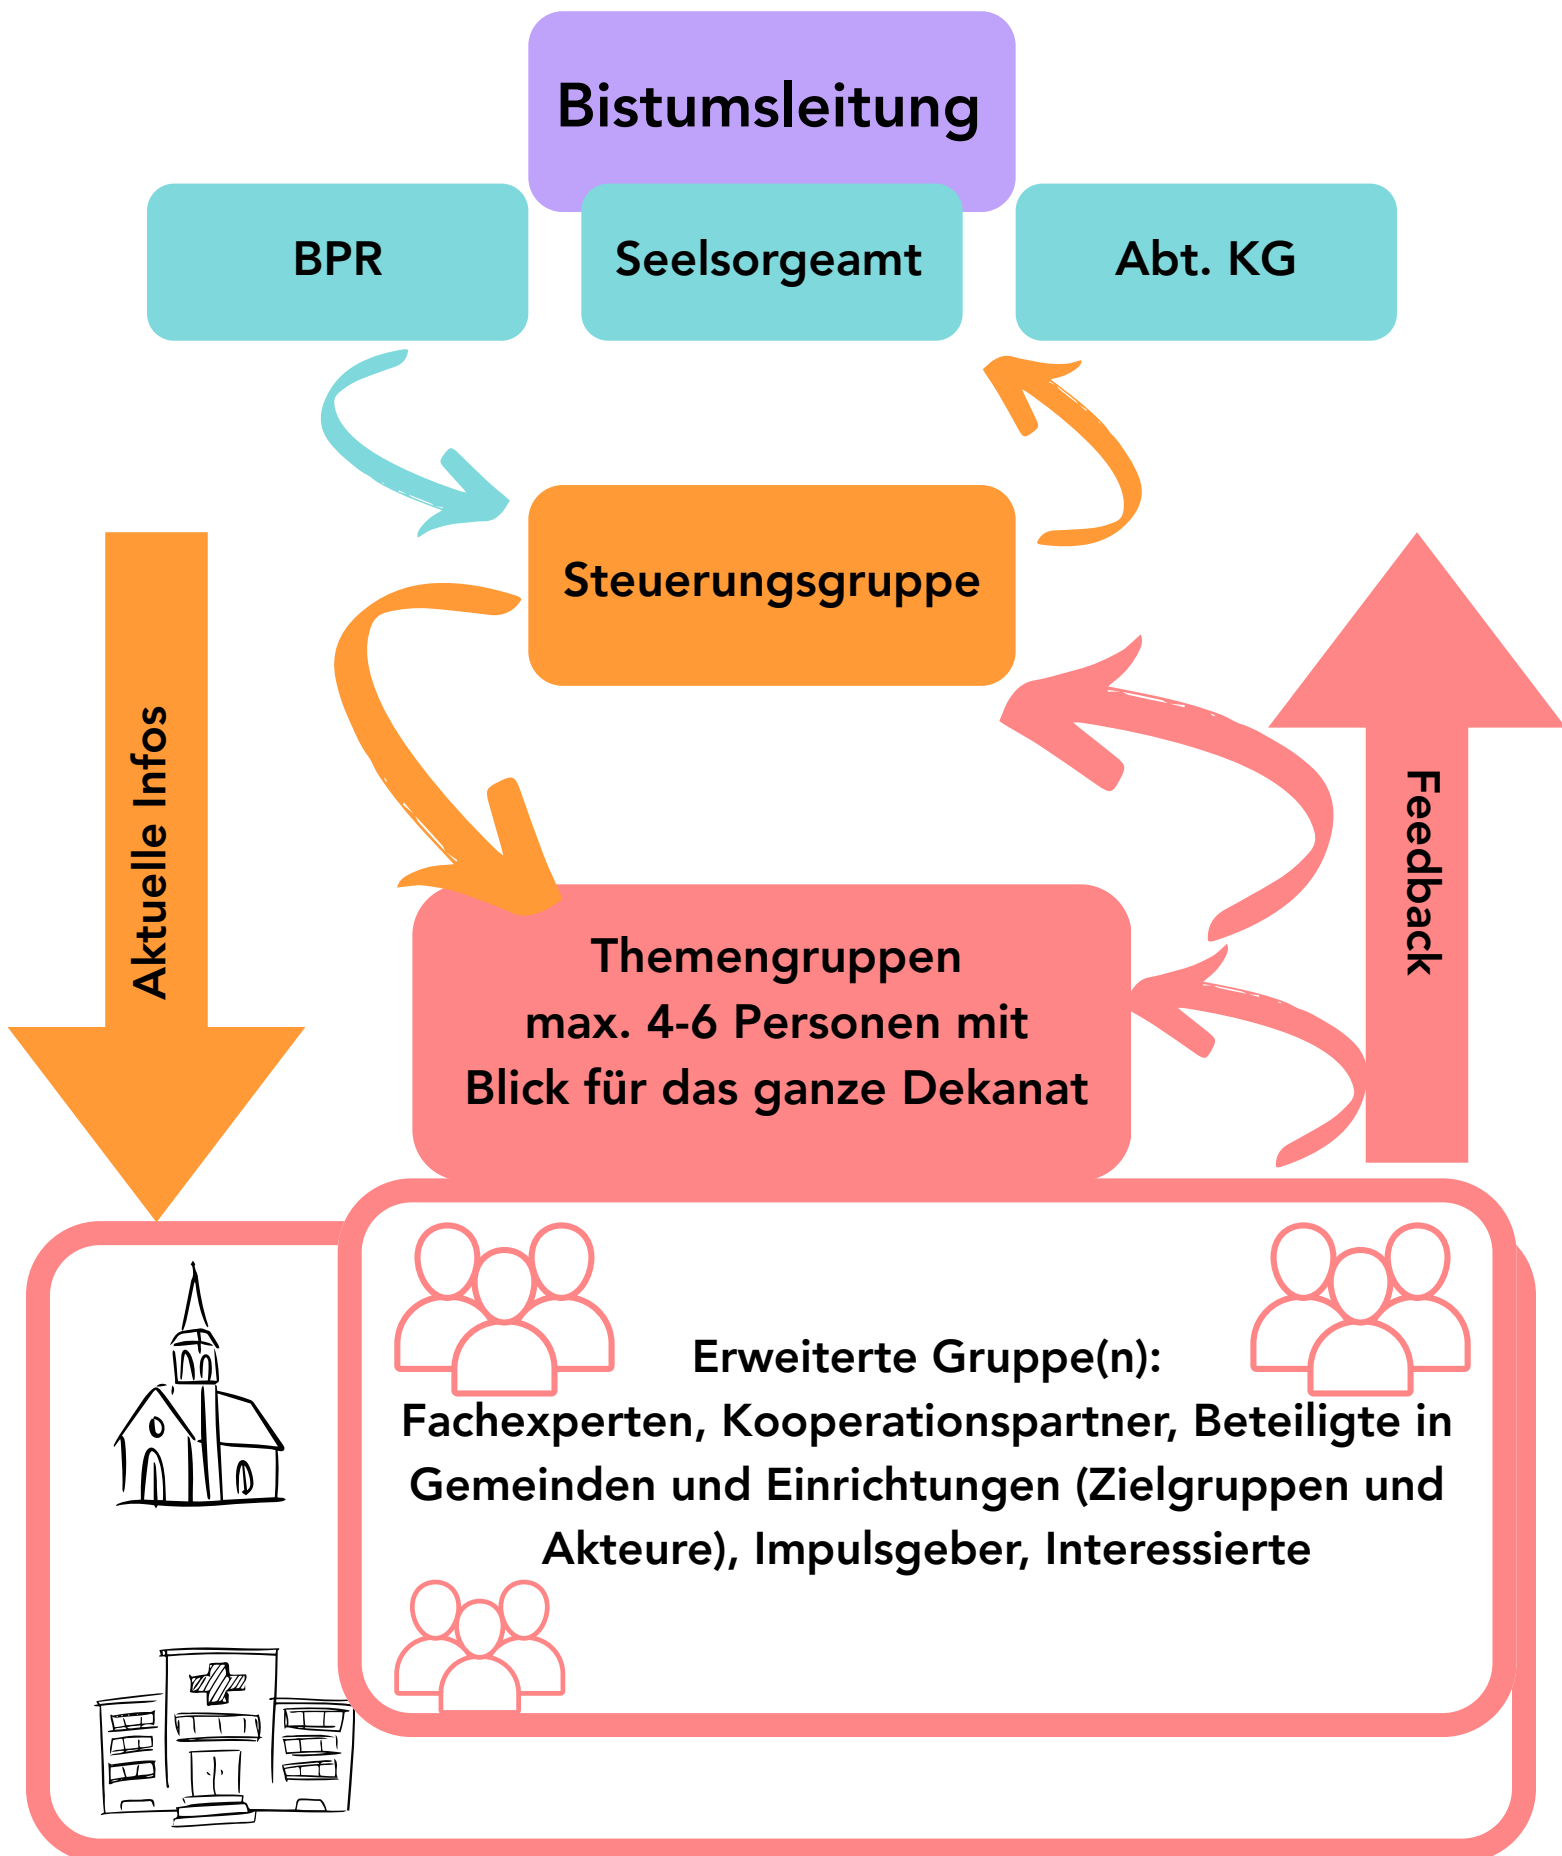 Bistumsleitung
BPR
Seelsorgeamt
Abt. KG
Steuerungsgruppe
Aktuelle Infos
Feedback
Themengruppen
max. 4-6 Personen mit
Blick für das ganze Dekanat
Erweiterte Gruppe(n):
Fachexperten, Kooperationspartner, Beteiligte in
Gemeinden und Einrichtungen (Zielgruppen und
Akteure), Impulsgeber, Interessierte